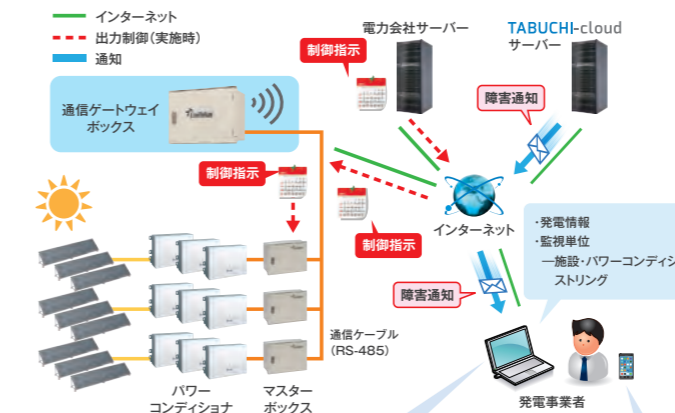 インターネット
出力制御(実施時)
通知
電力会社サーバー
TABUCHI-cloud
サーバー
制御指示
障害通知
通信ゲートウェイ
ボックス
制御指示
制御指示
インターネット
・発電情報
・監視単位
―施設・パワーコンディシ
ストリング
障害通知
通信ケーブル
(RS-485)
パワー
コンディショナ
マスター
ボックス
発電事業者